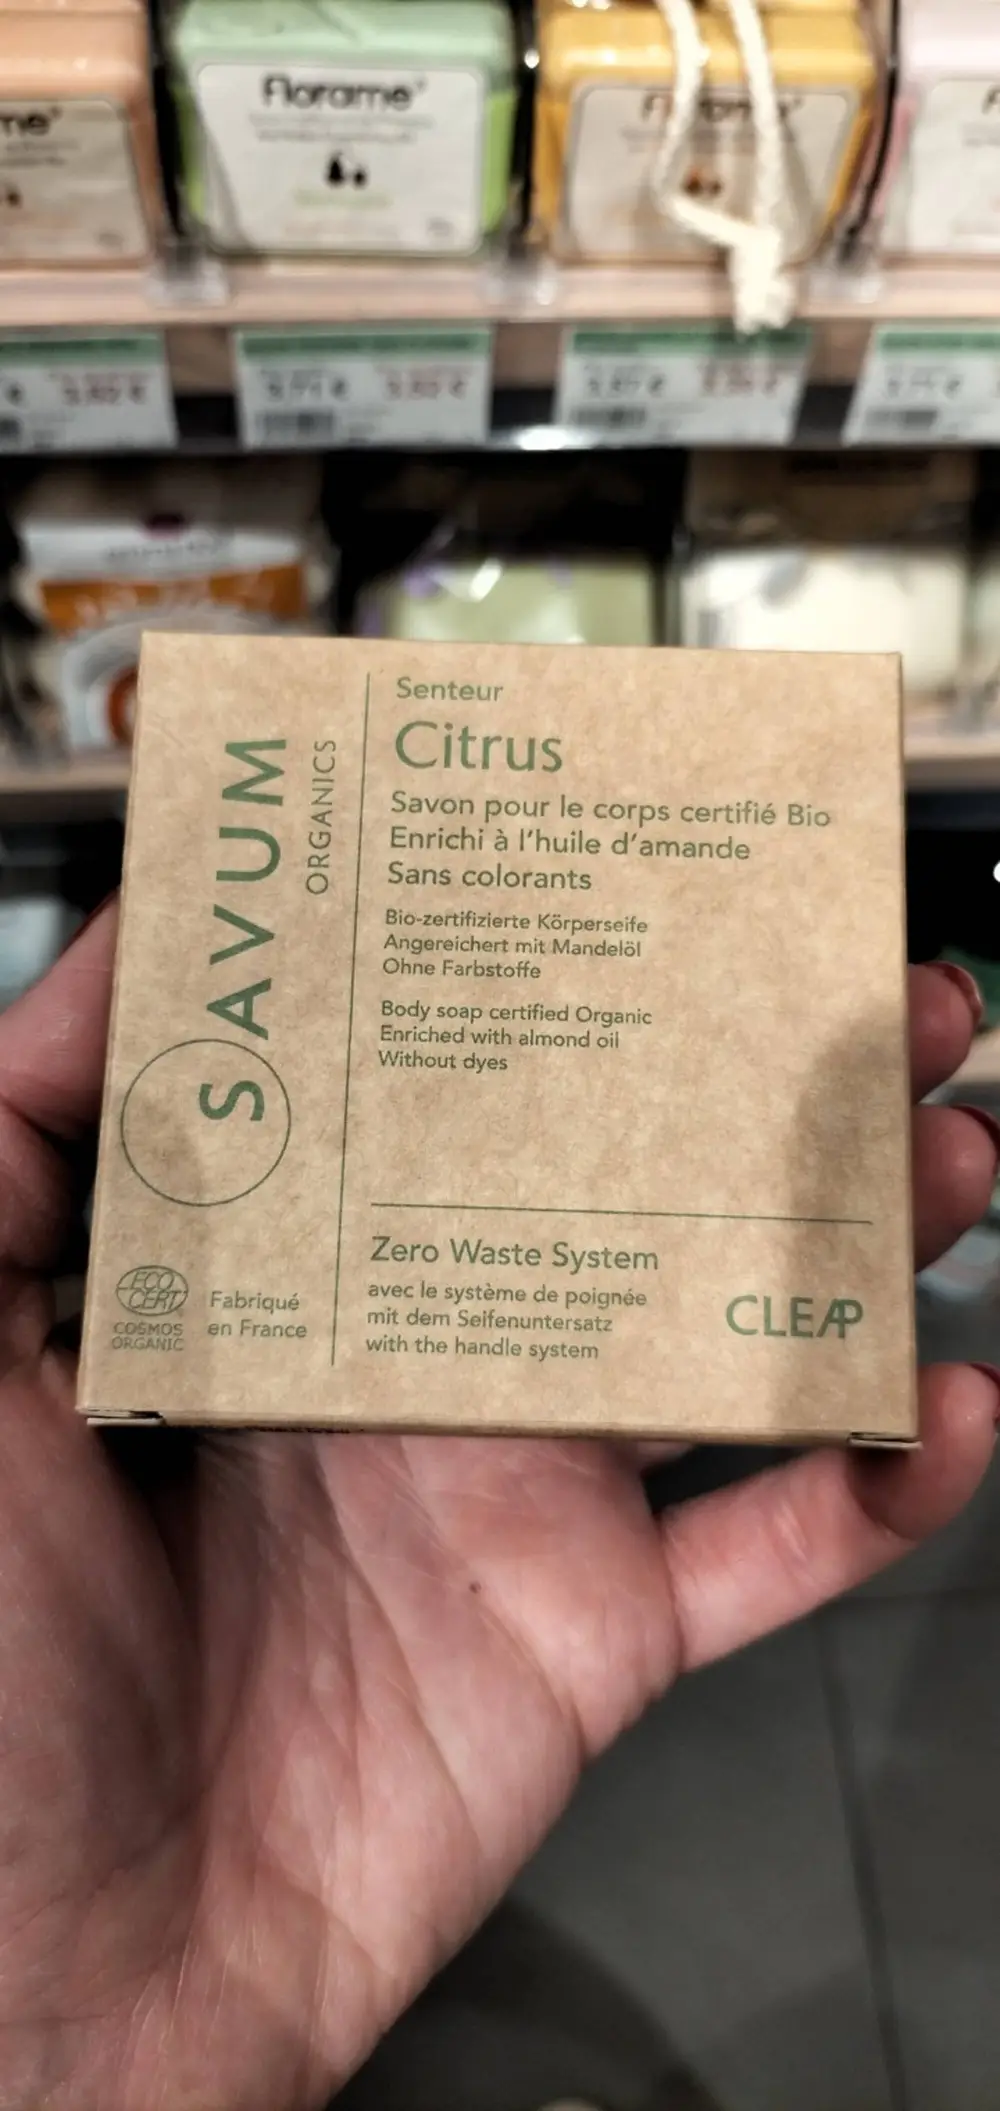 Florame
SAVUM
ORGANICS
Senteur
Citrus
Savon pour le corps certifié Bio
Enrichi à l'huile d'amande
Sans colorants
Bio-zertifizierte Körperseife
Angereichert mit Mandelöl
Ohne Farbstoffe
Body soap certified Organic
Enriched with almond oil
Without dyes
Zero Waste System
avec le système de poignée
mit dem Seifenuntersatz
with the handle system
CLEAP
ECO
CERT
COSMOS
ORGANIC
Fabriqué
en France